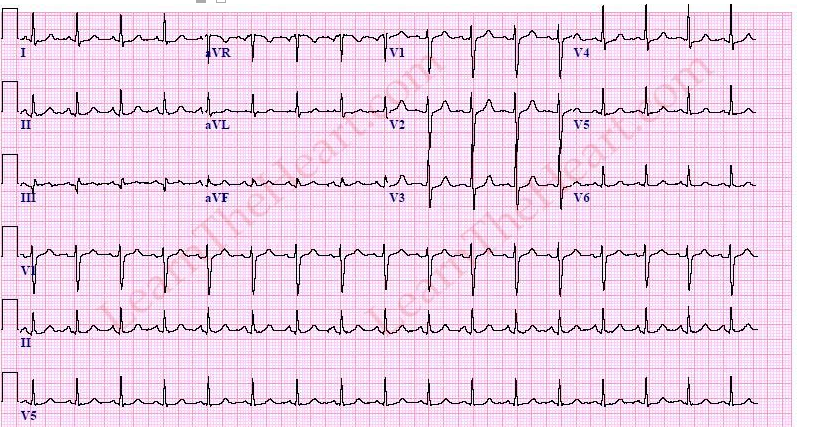 I aVR V1 V4
II aVL V2 V5
III aVF V3 V6
V1
II
V5
LearnTheHeart.com
LearnTheHeart.com